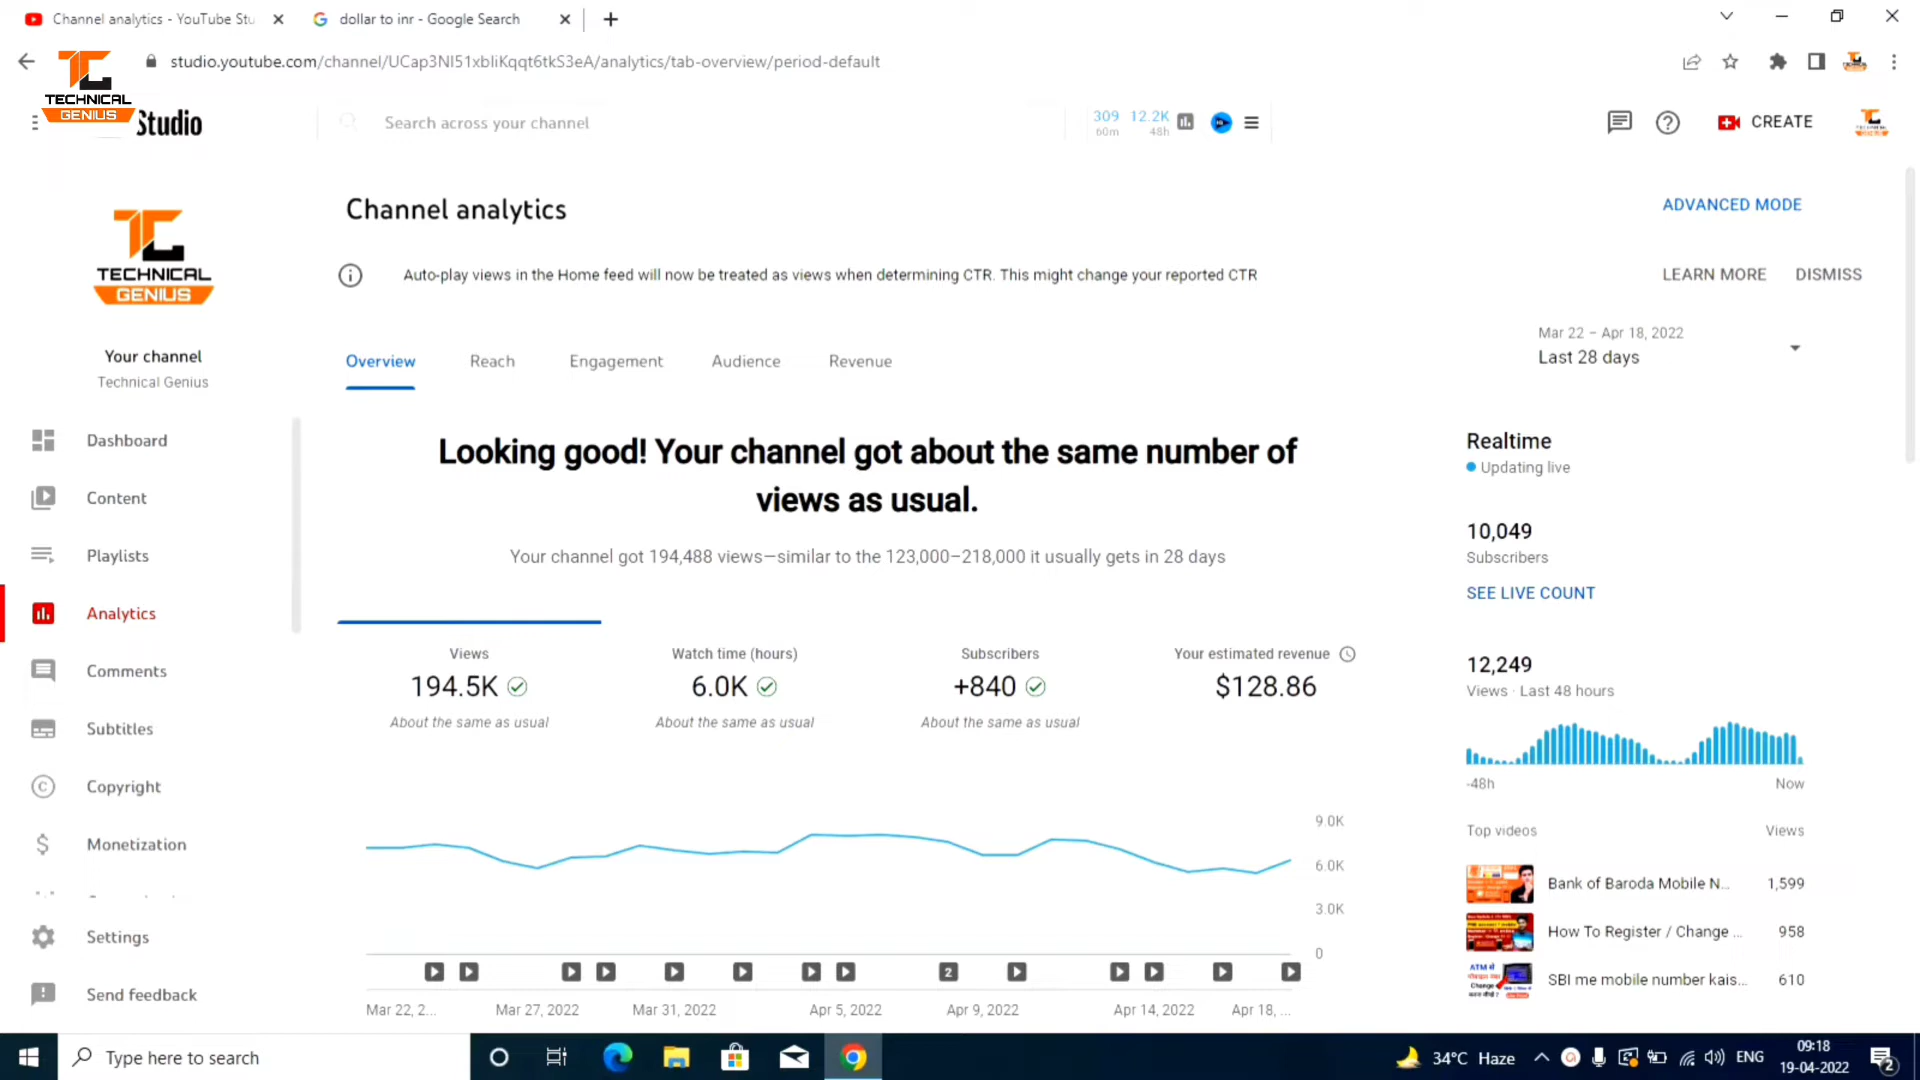 Channel analytics - YouTube Stu
dollar to inr - Google Search
studio.youtube.com/channel/UCap3NI51xbliKqqt6tkS3eA/analytics/tab-overview/period-default
TECHNICAL
GENIUS
Studio
Search across your channel
309 12.2K
60m 48h
CREATE
TECHNICAL
GENIUS
Your channel
Technical Genius
Dashboard
Content
Playlists
Analytics
Comments
Subtitles
Copyright
Monetization
Settings
Send feedback
Channel analytics
ADVANCED MODE
Auto-play views in the Home feed will now be treated as views when determining CTR. This might change your reported CTR
LEARN MORE DISMISS
Overview Reach Engagement Audience Revenue
Mar 22 – Apr 18, 2022
Last 28 days
Looking good! Your channel got about the same number of
views as usual.
Your channel got 194,488 views—similar to the 123,000–218,000 it usually gets in 28 days
Views
194.5K
About the same as usual
Watch time (hours)
6.0K
About the same as usual
Subscribers
+840
About the same as usual
Your estimated revenue
$128.86
9.0K
6.0K
3.0K
0
2
Mar 22, 2... Mar 27, 2022 Mar 31, 2022 Apr 5, 2022 Apr 9, 2022 Apr 14, 2022 Apr 18, ...
Realtime
Updating live
10,049
Subscribers
SEE LIVE COUNT
12,249
Views · Last 48 hours
-48h Now
Top videos Views
Bank of Baroda Mobile N... 1,599
How To Register / Change ... 958
SBI me mobile number kais... 610
Type here to search
34°C Haze
ENG
09:18
19-04-2022
2